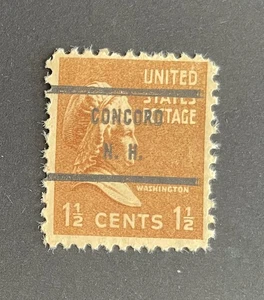 UNITED
STATES
POSTAGE
CONCORD
N. H.
WASHINGTON
1½ CENTS 1½